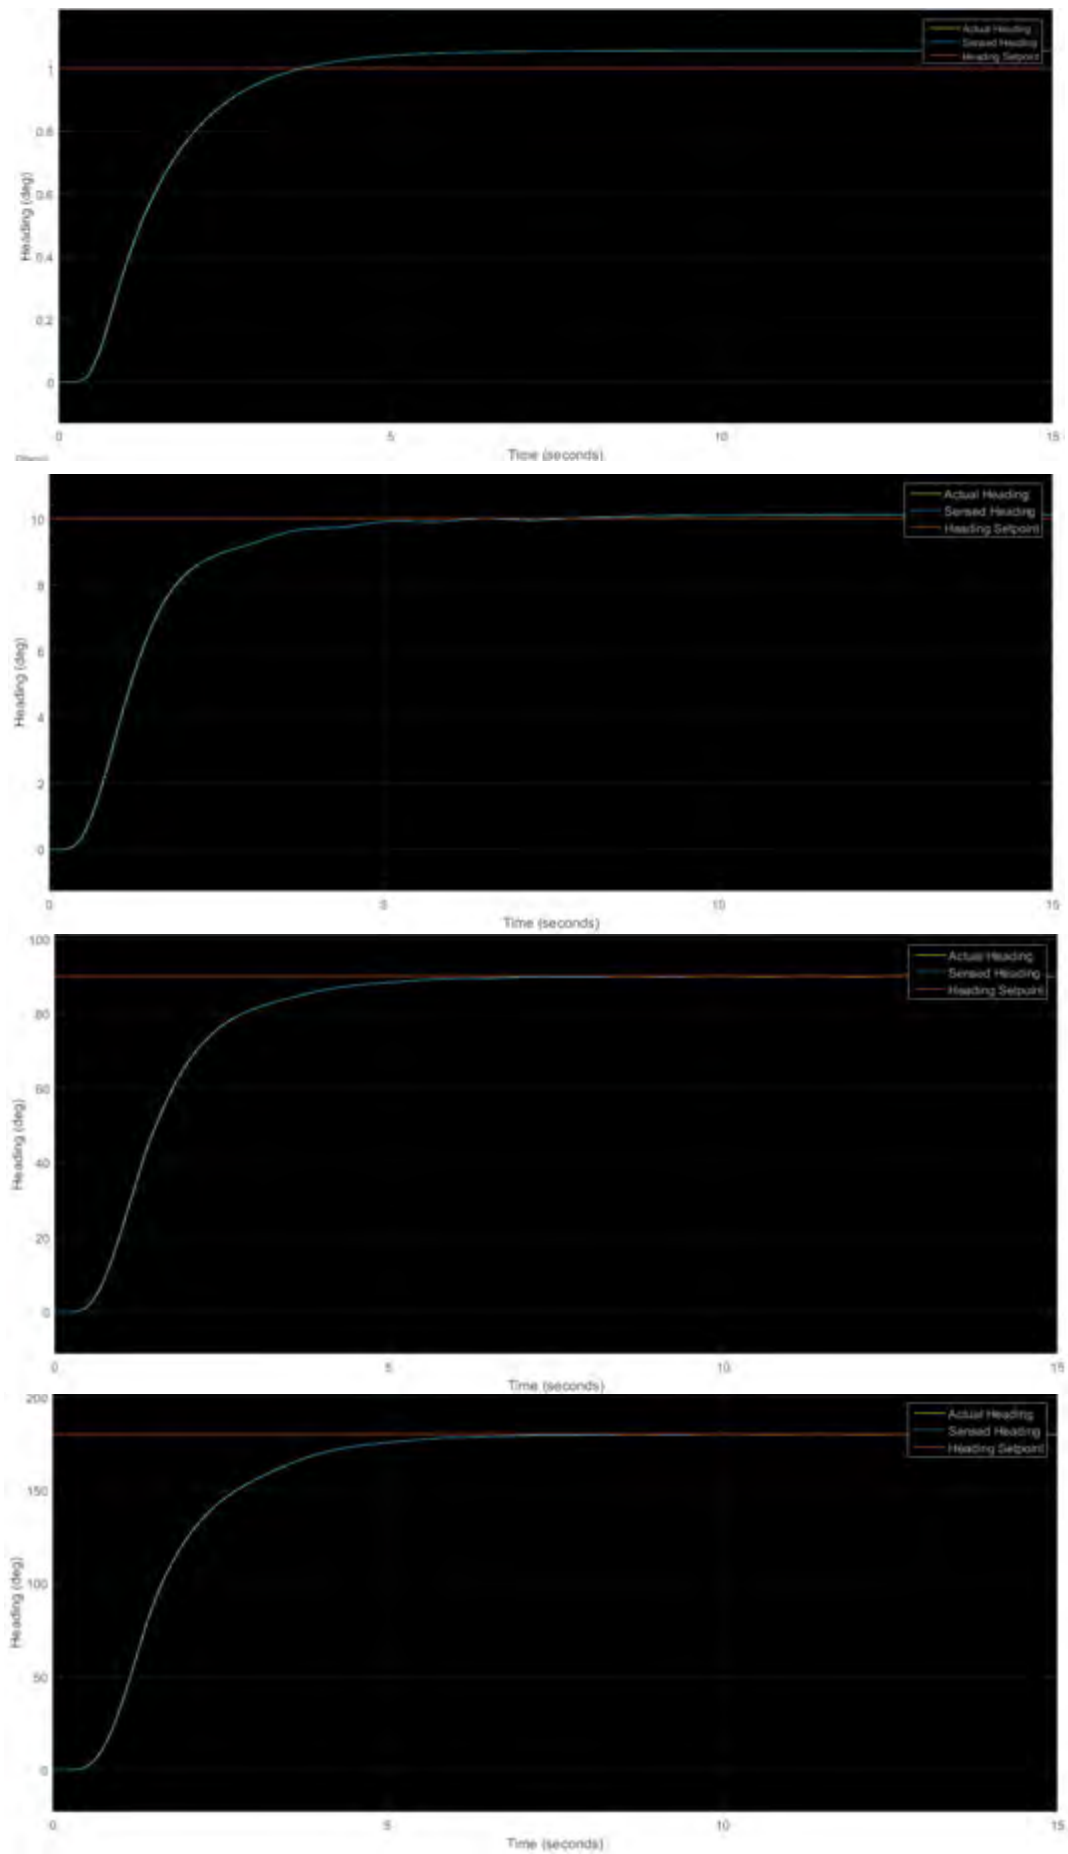 Actual Heading
Sensed Heading
Heading Setpoint
1
0.8
0.6
0.4
0.2
0
Heading (deg)
0 5 10 15
Time (seconds)
Actual Heading
Sensed Heading
Heading Setpoint
10
8
6
4
2
0
Heading (deg)
0 5 10 15
Time (seconds)
100
80
60
40
20
0
Actual Heading
Sensed Heading
Heading Setpoint
Heading (deg)
0 5 10 15
Time (seconds)
200
150
100
50
0
Actual Heading
Sensed Heading
Heading Setpoint
Heading (deg)
0 5 10 15
Time (seconds)